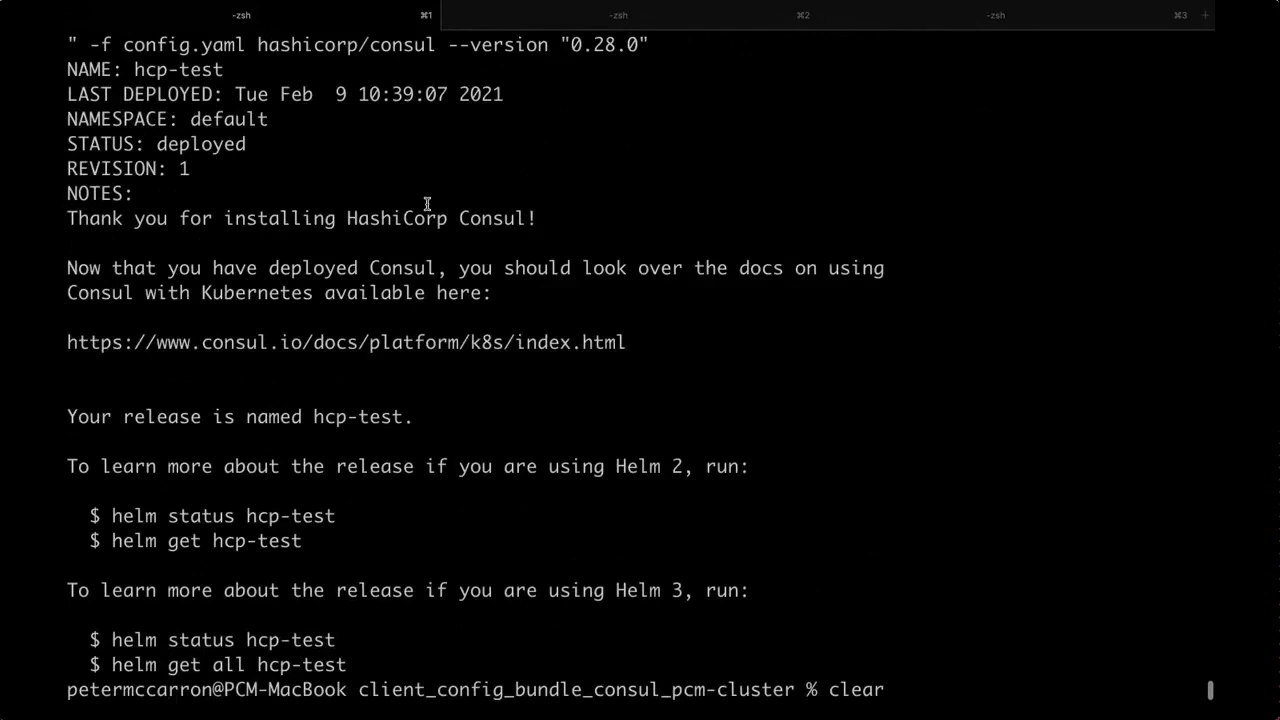 -zsh ⌘1 -zsh ⌘2 -zsh ⌘3 +
" -f config.yaml hashicorp/consul --version "0.28.0"
NAME: hcp-test
LAST DEPLOYED: Tue Feb  9 10:39:07 2021
NAMESPACE: default
STATUS: deployed
REVISION: 1
NOTES:
Thank you for installing HashiCorp Consul!
Now that you have deployed Consul, you should look over the docs on using
Consul with Kubernetes available here:
https://www.consul.io/docs/platform/k8s/index.html
Your release is named hcp-test.
To learn more about the release if you are using Helm 2, run:
$ helm status hcp-test
$ helm get hcp-test
To learn more about the release if you are using Helm 3, run:
$ helm status hcp-test
$ helm get all hcp-test
petermccarron@PCM-MacBook client_config_bundle_consul_pcm-cluster % clear